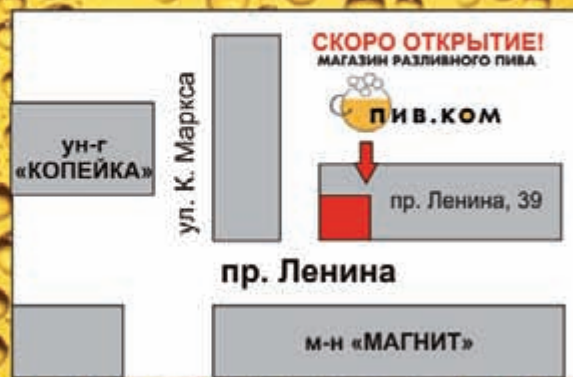 СКОРО ОТКРЫТИЕ!
МАГАЗИН РАЗЛИВНОГО ПИВА
ПИВ.КОМ
ун-г
«КОПЕЙКА»
ул. К. Маркса
пр. Ленина, 39
пр. Ленина
м-н «МАГНИТ»